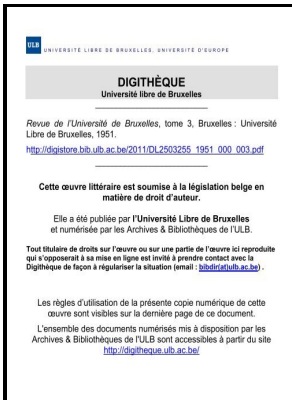 ULB UNIVERSITÉ LIBRE DE BRUXELLES, UNIVERSITÉ D'EUROPE
DIGITHÈQUE
Université libre de Bruxelles
Revue de l'Université de Bruxelles, tome 3, Bruxelles : Université
Libre de Bruxelles, 1951.
http://digistore.bib.ulb.ac.be/2011/DL2503255_1951_000_003.pdf
Cette œuvre littéraire est soumise à la législation belge en
matière de droit d'auteur.
Elle a été publiée par l'Université Libre de Bruxelles
et numérisée par les Archives & Bibliothèques de l'ULB.
Tout titulaire de droits sur l'œuvre ou sur une partie de l'œuvre ici reproduite
qui s'opposerait à sa mise en ligne est invité à prendre contact avec la
Digithèque de façon à régulariser la situation (email : bibdir(at)ulb.ac.be) .
Les règles d'utilisation de la présente copie numérique de cette
œuvre sont visibles sur la dernière page de ce document.
L'ensemble des documents numérisés mis à disposition par les
Archives & Bibliothèques de l'ULB sont accessibles à partir du site
http://digitheque.ulb.ac.be/